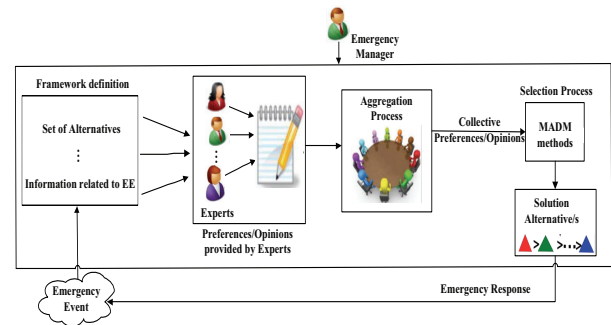 Emergency
Manager
Framework definition
Set of Alternatives
⋮
Information related to EE
Experts
Preferences/Opinions
provided by Experts
Aggregation
Process
Collective
Preferences/Opinions
Selection Process
MADM
methods
Solution
Alternative/s
> > ... >
Emergency
Event
Emergency Response